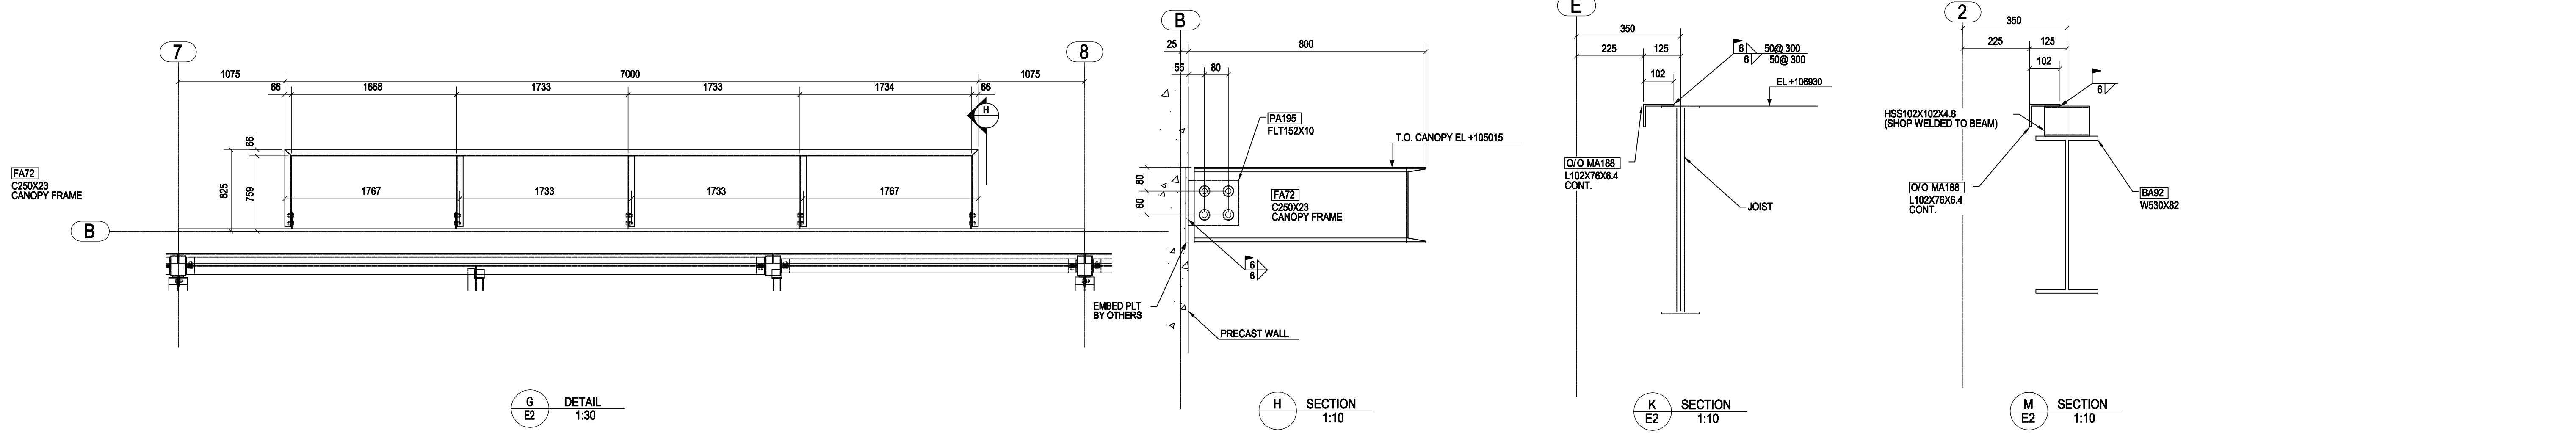 7
8
1075
7000
1075
66
1668
1733
1733
1734
66
H
66
825
759
1767
1733
1733
1767
FA72
C250X23
CANOPY FRAME
B
G
E2
DETAIL
1:30
B
25
800
55
80
PA195
FLT152X10
T.O. CANOPY EL +105015
80
80
FA72
C250X23
CANOPY FRAME
6
6
EMBED PLT
BY OTHERS
PRECAST WALL
H
SECTION
1:10
E
350
225
125
6
50@ 300
6
50@ 300
102
EL +106930
O/O MA188
L102X76X6.4
CONT.
JOIST
K
E2
SECTION
1:10
2
350
225
125
102
6
HSS102X102X4.8
(SHOP WELDED TO BEAM)
O/O MA188
L102X76X6.4
CONT.
BA92
W530X82
M
E2
SECTION
1:10